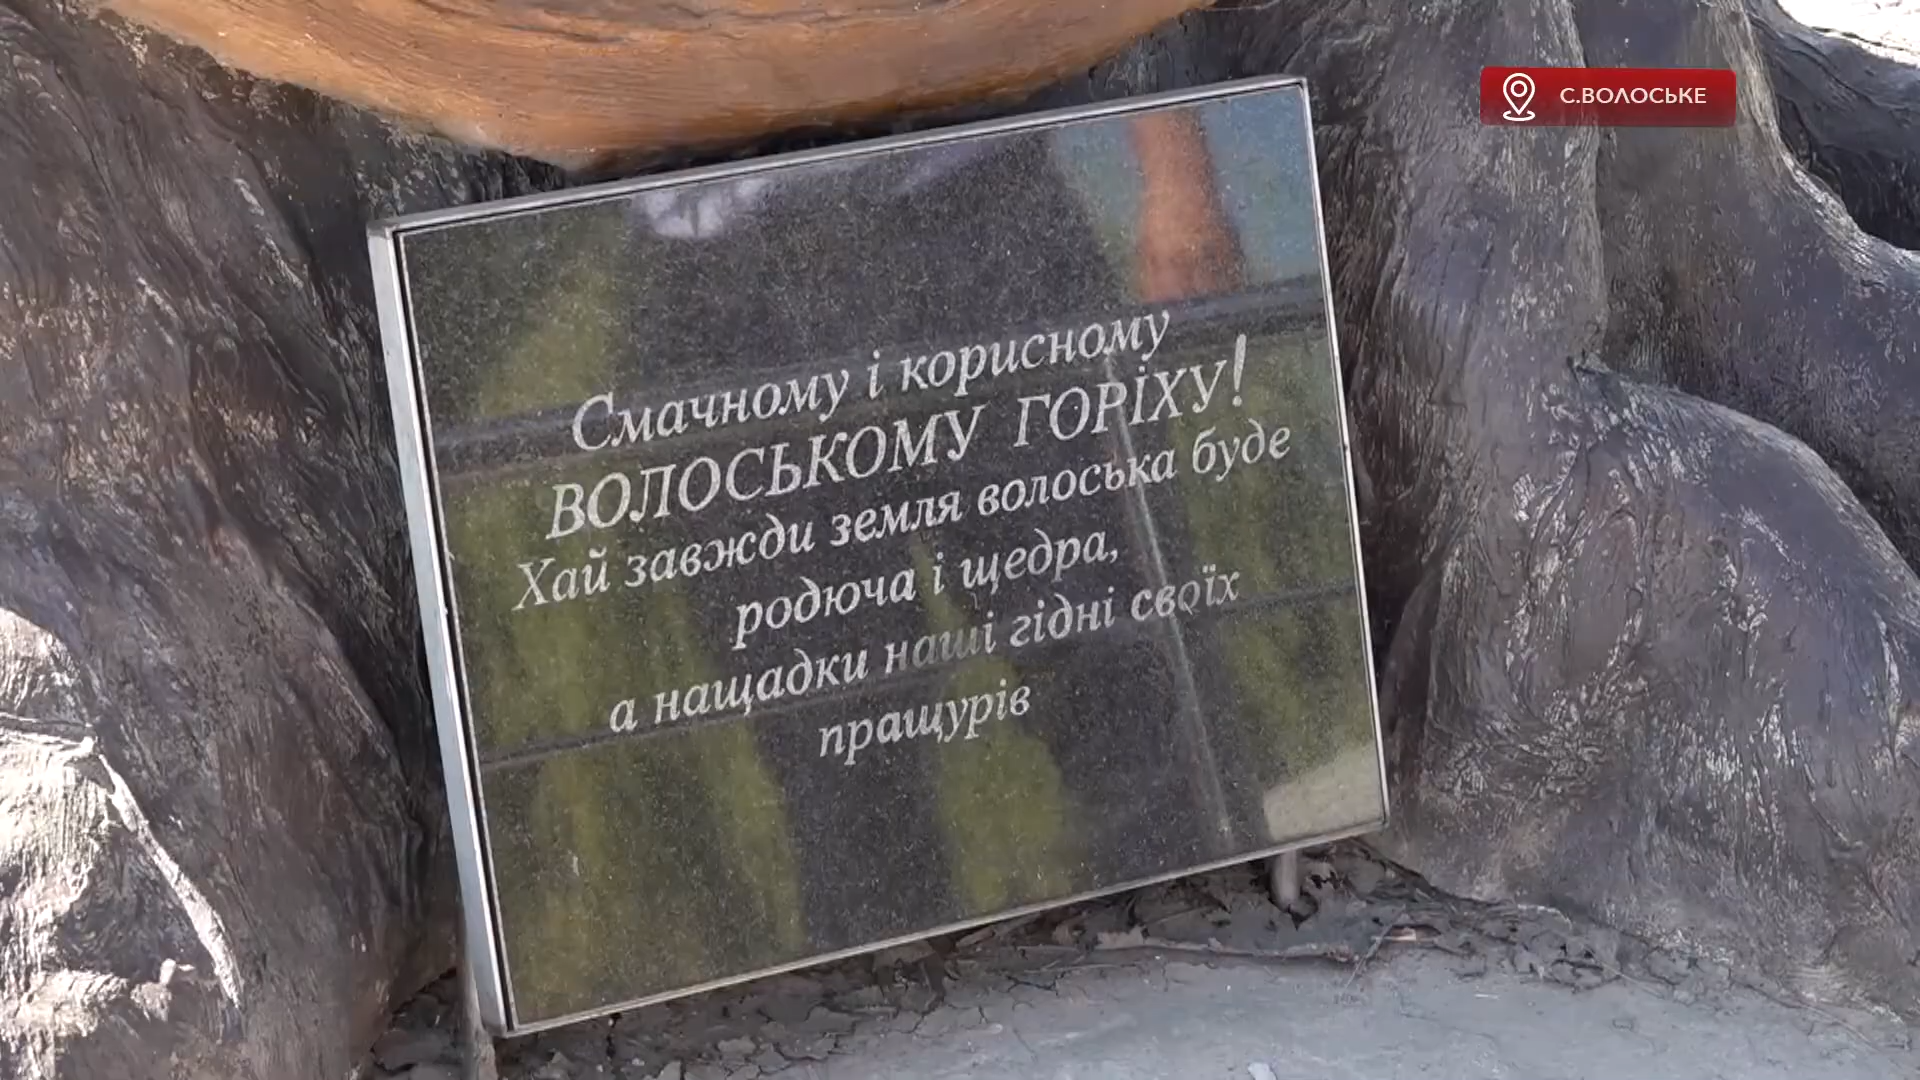 С.ВОЛОСЬКЕ
Смачному і корисному
ВОЛОСЬКОМУ ГОРІХУ!
Хай завжди земля волоська буде
родюча і щедра,
а нащадки наші гідні своїх
пращурів